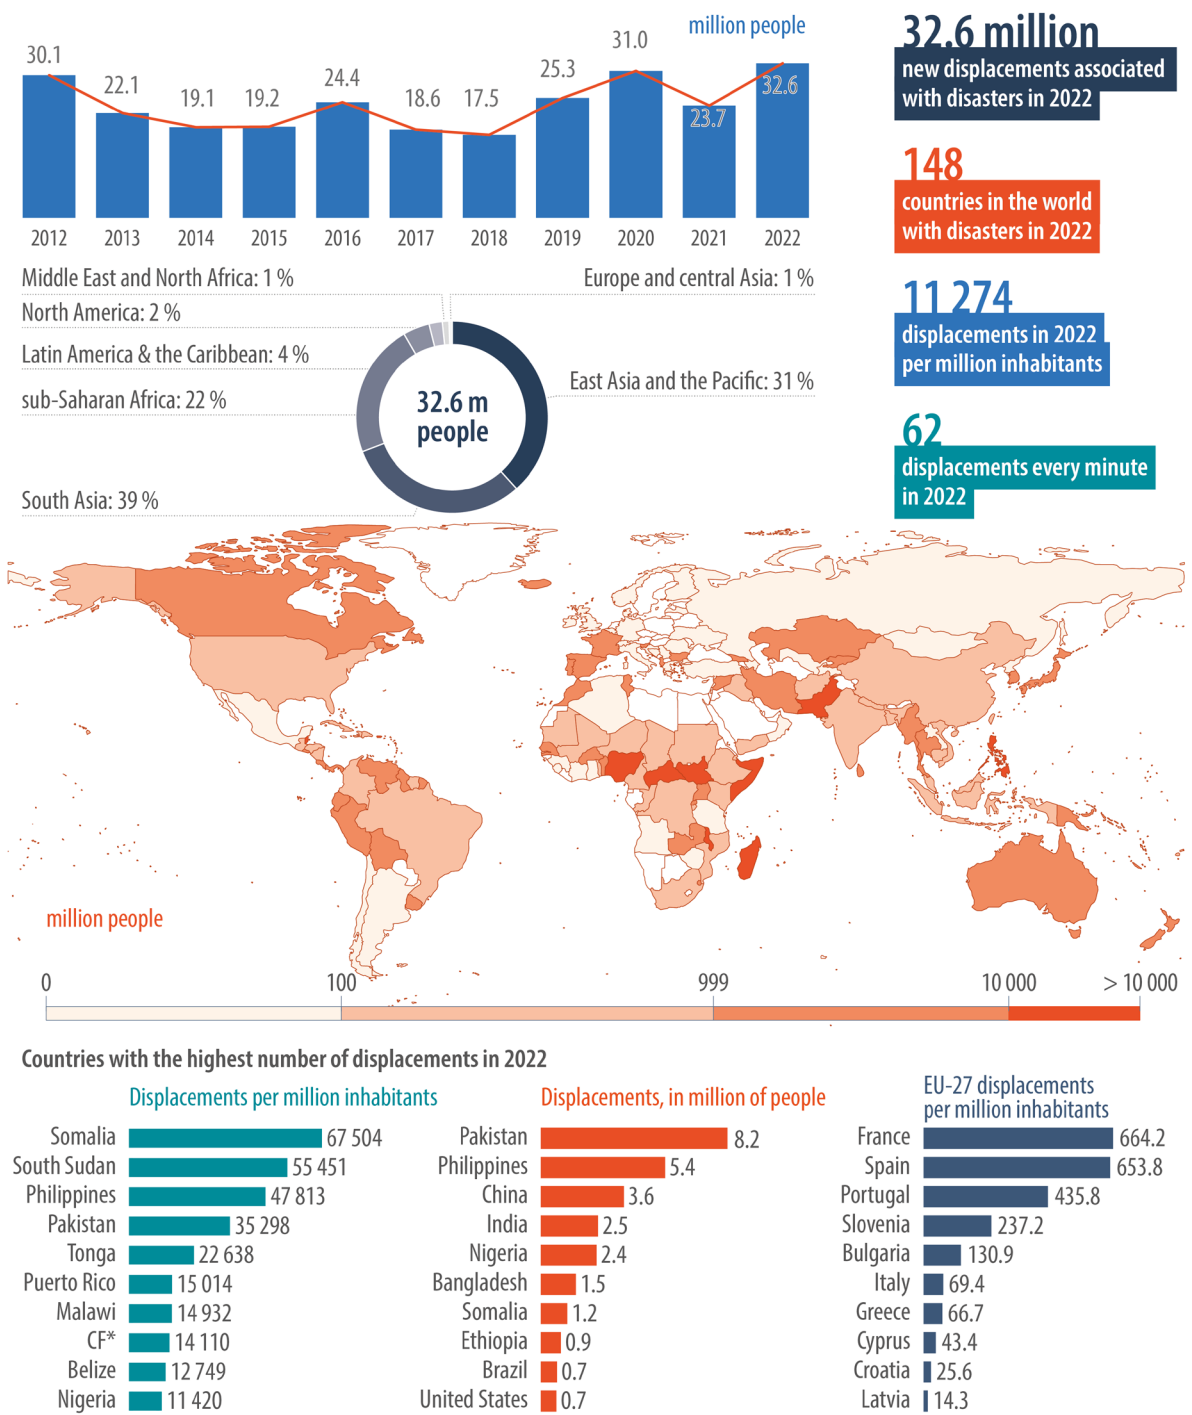 million people
30.1
22.1
19.1
19.2
24.4
18.6
17.5
25.3
31.0
23.7
32.6
2012
2013
2014
2015
2016
2017
2018
2019
2020
2021
2022
32.6 million
new displacements associated
with disasters in 2022
148
countries in the world
with disasters in 2022
11 274
displacements in 2022
per million inhabitants
62
displacements every minute
in 2022
Middle East and North Africa: 1 %
North America: 2 %
Latin America & the Caribbean: 4 %
sub-Saharan Africa: 22 %
South Asia: 39 %
Europe and central Asia: 1 %
East Asia and the Pacific: 31 %
32.6 m
people
million people
0
100
999
10 000
> 10 000
Countries with the highest number of displacements in 2022
Displacements per million inhabitants
Somalia 67 504
South Sudan 55 451
Philippines 47 813
Pakistan 35 298
Tonga 22 638
Puerto Rico 15 014
Malawi 14 932
CF* 14 110
Belize 12 749
Nigeria 11 420
Displacements, in million of people
Pakistan 8.2
Philippines 5.4
China 3.6
India 2.5
Nigeria 2.4
Bangladesh 1.5
Somalia 1.2
Ethiopia 0.9
Brazil 0.7
United States 0.7
EU-27 displacements
per million inhabitants
France 664.2
Spain 653.8
Portugal 435.8
Slovenia 237.2
Bulgaria 130.9
Italy 69.4
Greece 66.7
Cyprus 43.4
Croatia 25.6
Latvia 14.3